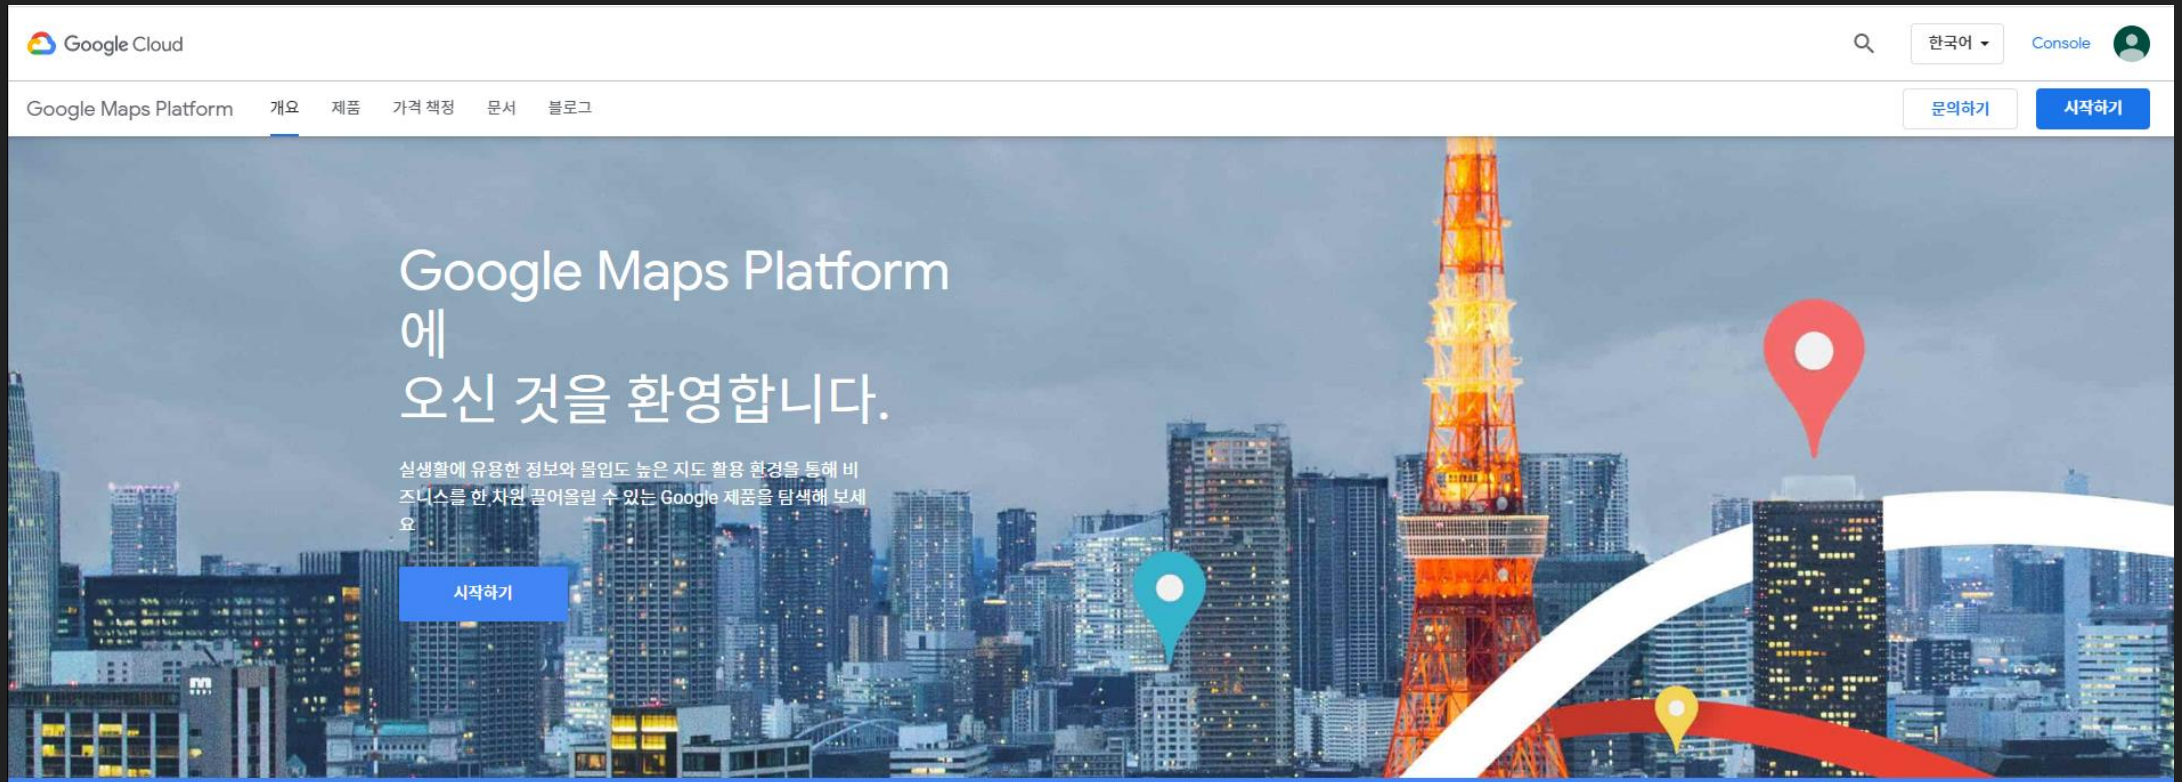 Google Cloud
한국어
Console
Google Maps Platform 개요 제품 가격 책정 문서 블로그
문의하기
시작하기
Google Maps Platform
에
오신 것을 환영합니다.
실생활에 유용한 정보와 몰입도 높은 지도 활용 환경을 통해 비
즈니스를 한 차원 끌어올릴 수 있는 Google 제품을 탐색해 보세
요
시작하기